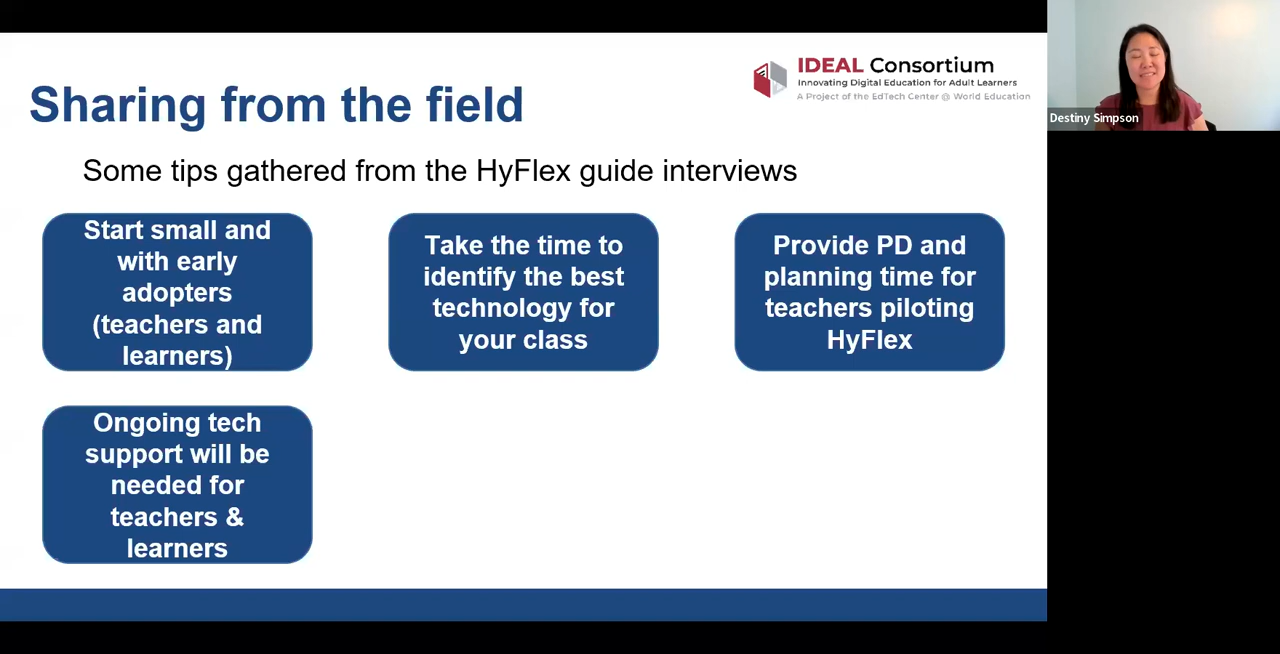 IDEAL Consortium
Innovating Digital Education for Adult Learners
A Project of the EdTech Center @ World Education
Sharing from the field
Some tips gathered from the HyFlex guide interviews
Start small and
with early
adopters
(teachers and
learners)
Take the time to
identify the best
technology for
your class
Provide PD and
planning time for
teachers piloting
HyFlex
Ongoing tech
support will be
needed for
teachers &
learners
Destiny Simpson